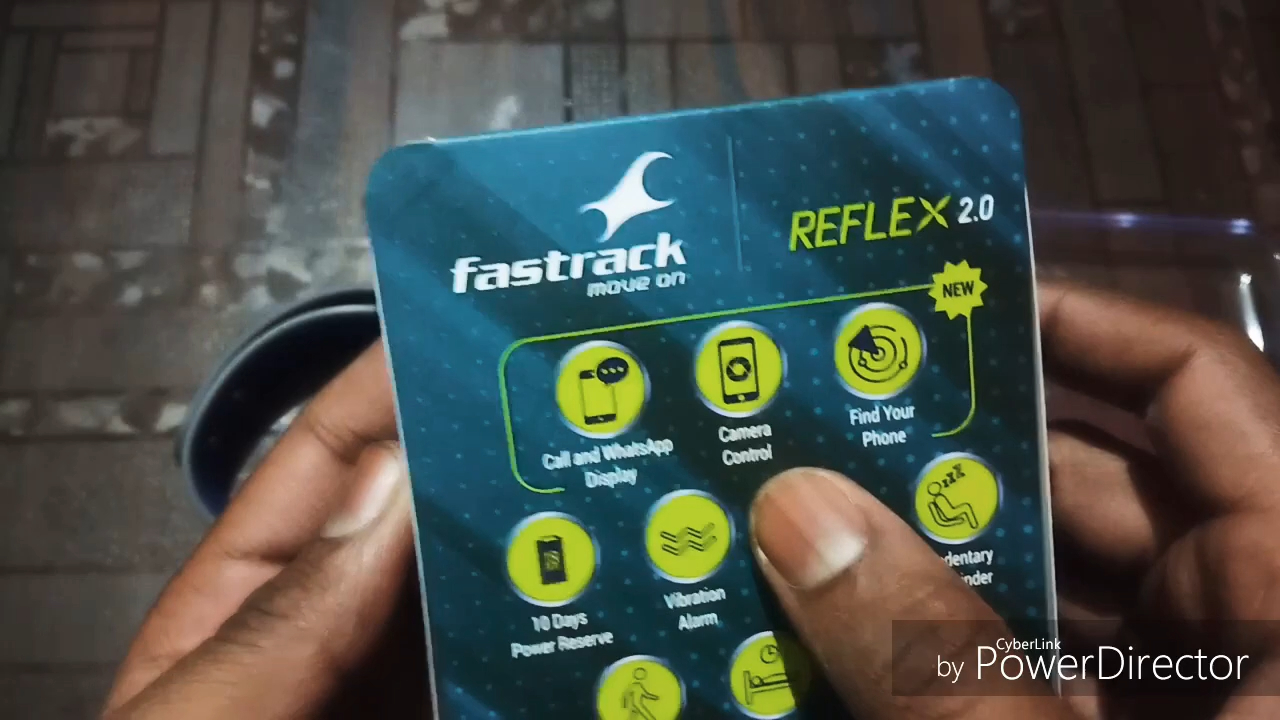 fastrack
move on
REFLEX 2.0
NEW
Call and WhatsApp
Display
Camera
Control
Find Your
Phone
10 Days
Power Reserve
Vibration
Alarm
CyberLink
by PowerDirector